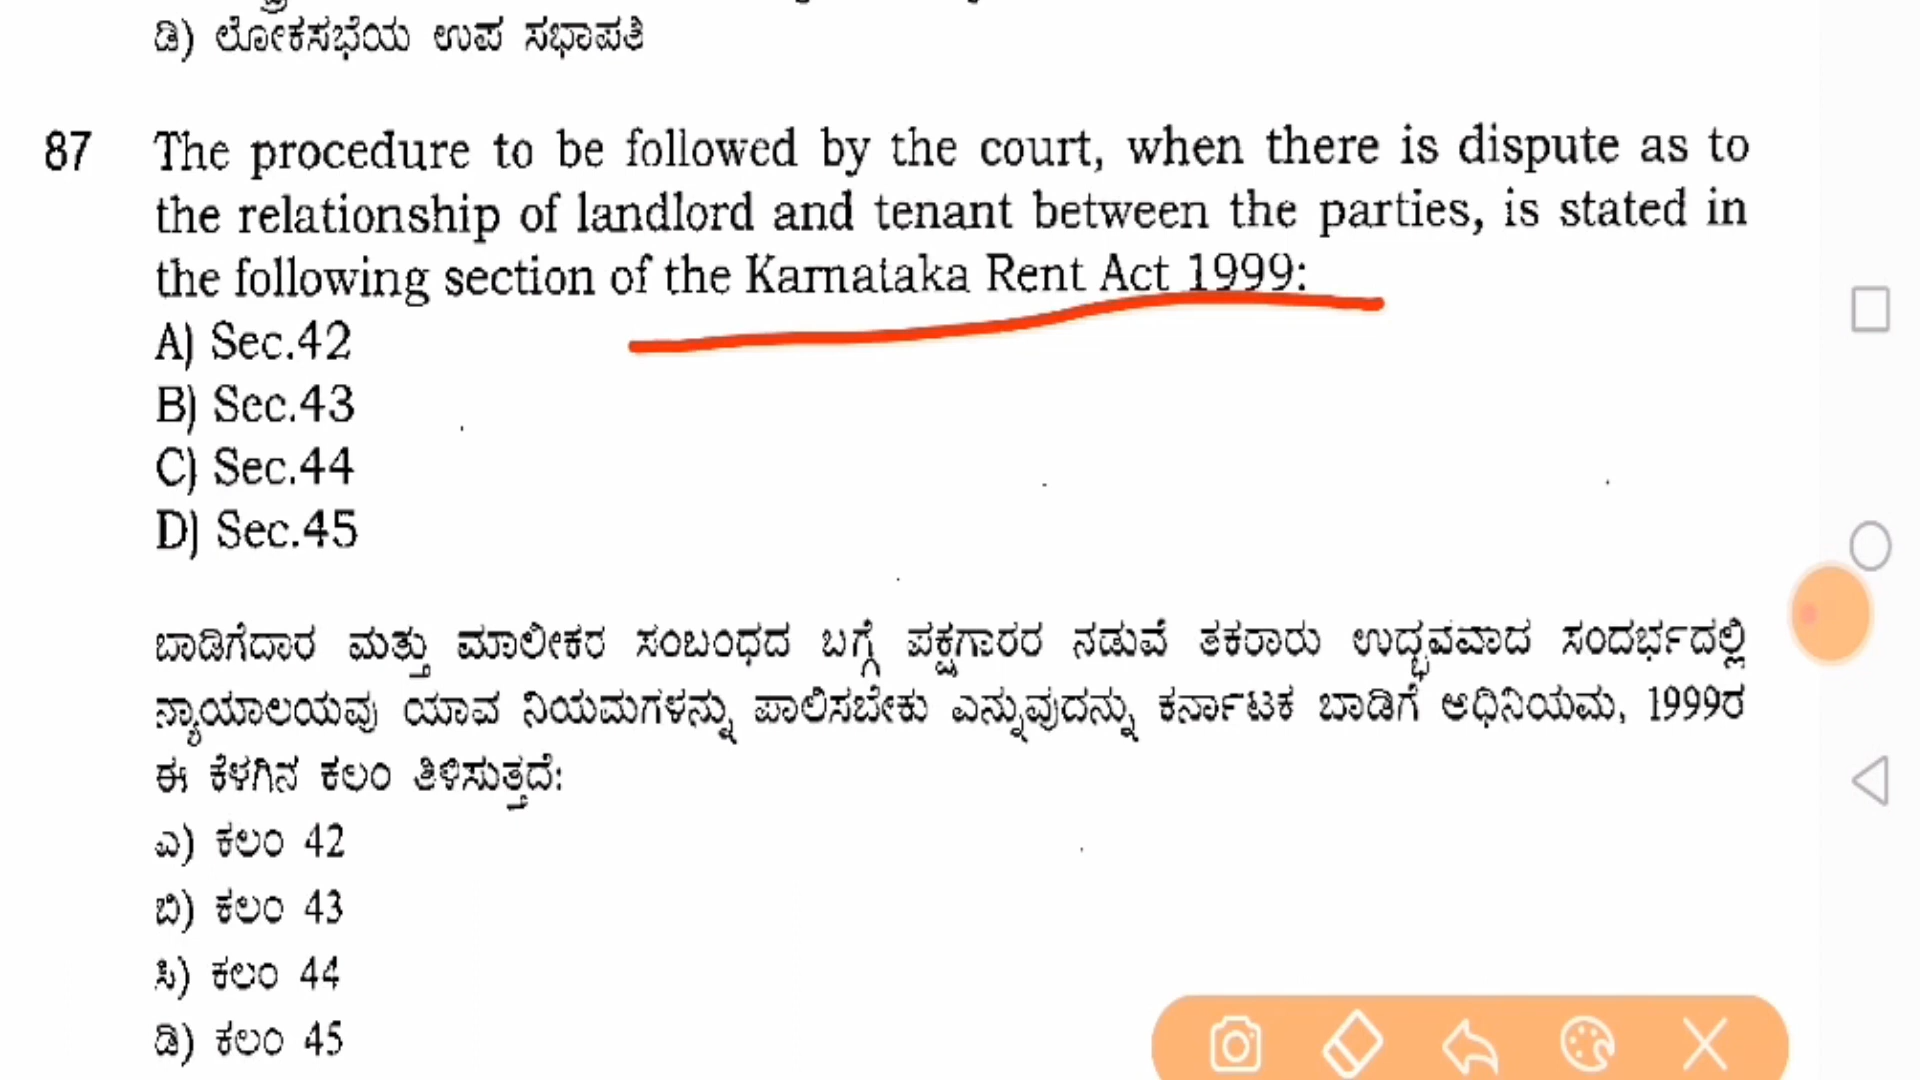 ಡಿ) ಲೋಕಸಭೆಯ ಉಪ ಸಭಾಪತಿ
87 The procedure to be followed by the court, when there is dispute as to
the relationship of landlord and tenant between the parties, is stated in
the following section of the Karnataka Rent Act 1999:
A) Sec.42
B) Sec.43
C) Sec.44
D) Sec.45
ಬಾಡಿಗೆದಾರ ಮತ್ತು ಮಾಲೀಕರ ಸಂಬಂಧದ ಬಗ್ಗೆ ಪಕ್ಷಗಾರರ ನಡುವೆ ತಕರಾರು ಉದ್ಭವವಾದ ಸಂದರ್ಭದಲ್ಲಿ
ನ್ಯಾಯಾಲಯವು ಯಾವ ನಿಯಮಗಳನ್ನು ಪಾಲಿಸಬೇಕು ಎನ್ನುವುದನ್ನು ಕರ್ನಾಟಕ ಬಾಡಿಗೆ ಅಧಿನಿಯಮ, 1999ರ
ಈ ಕೆಳಗಿನ ಕಲಂ ತಿಳಿಸುತ್ತದೆ:
ಎ) ಕಲಂ 42
ಬಿ) ಕಲಂ 43
ಸಿ) ಕಲಂ 44
ಡಿ) ಕಲಂ 45